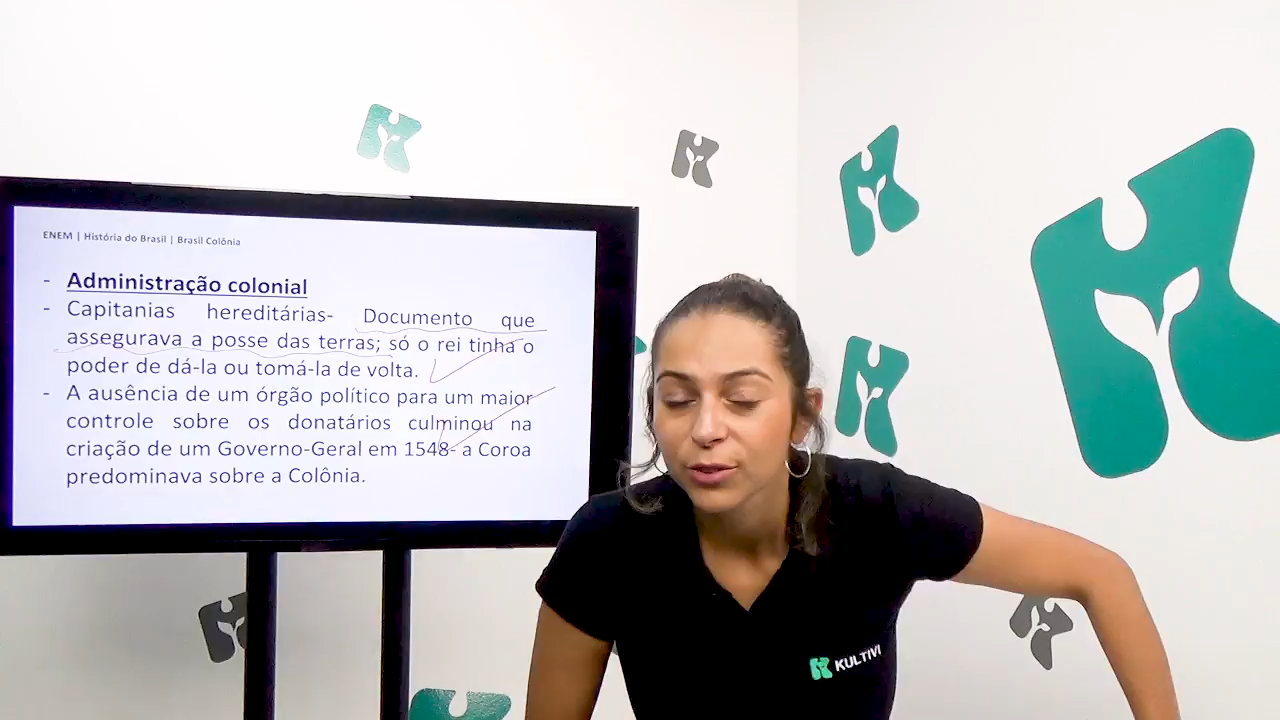 ENEM | História do Brasil | Brasil Colônia
- Administração colonial
- Capitanias hereditárias- Documento que
assegurava a posse das terras; só o rei tinha o
poder de dá-la ou tomá-la de volta.
- A ausência de um órgão político para um maior
controle sobre os donatários culminou na
criação de um Governo-Geral em 1548- a Coroa
predominava sobre a Colônia.
KULTIVI